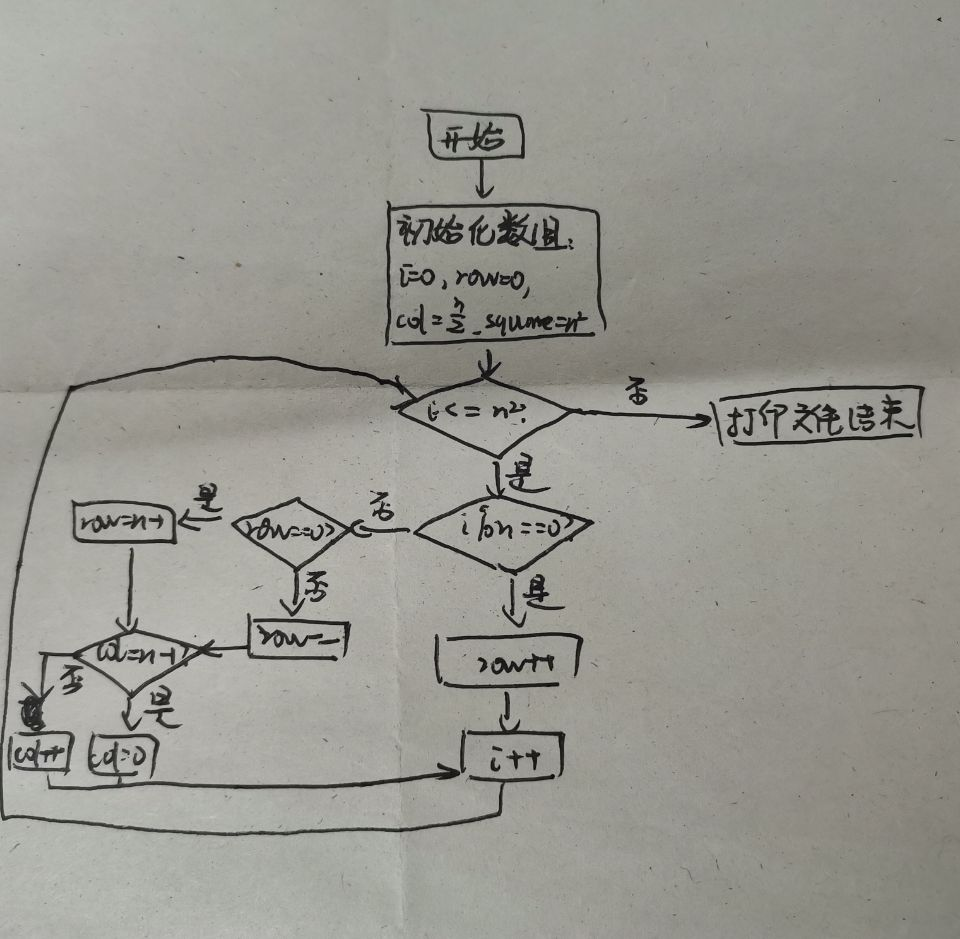 开始
初始化数组:
i=0, row=0,
col=n/2 square=n²
i<=n²?
否
打印文件结束
是
i%n==0?
否
row==0?
是
row=n-1
否
row--
是
row++
col=n-1?
否
col++
是
col=0
i++